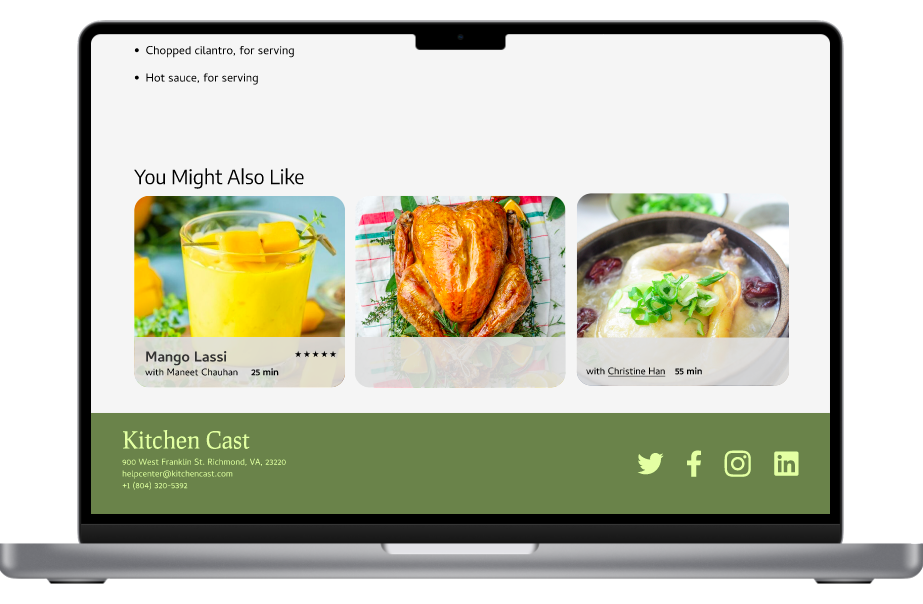 Chopped cilantro, for serving
Hot sauce, for serving
You Might Also Like
Mango Lassi ★★★★★
with Maneet Chauhan 25 min
with Christine Han 55 min
Kitchen Cast
900 West Franklin St. Richmond, VA, 23220
helpcenter@kitchencast.com
+1 (804) 320-5392